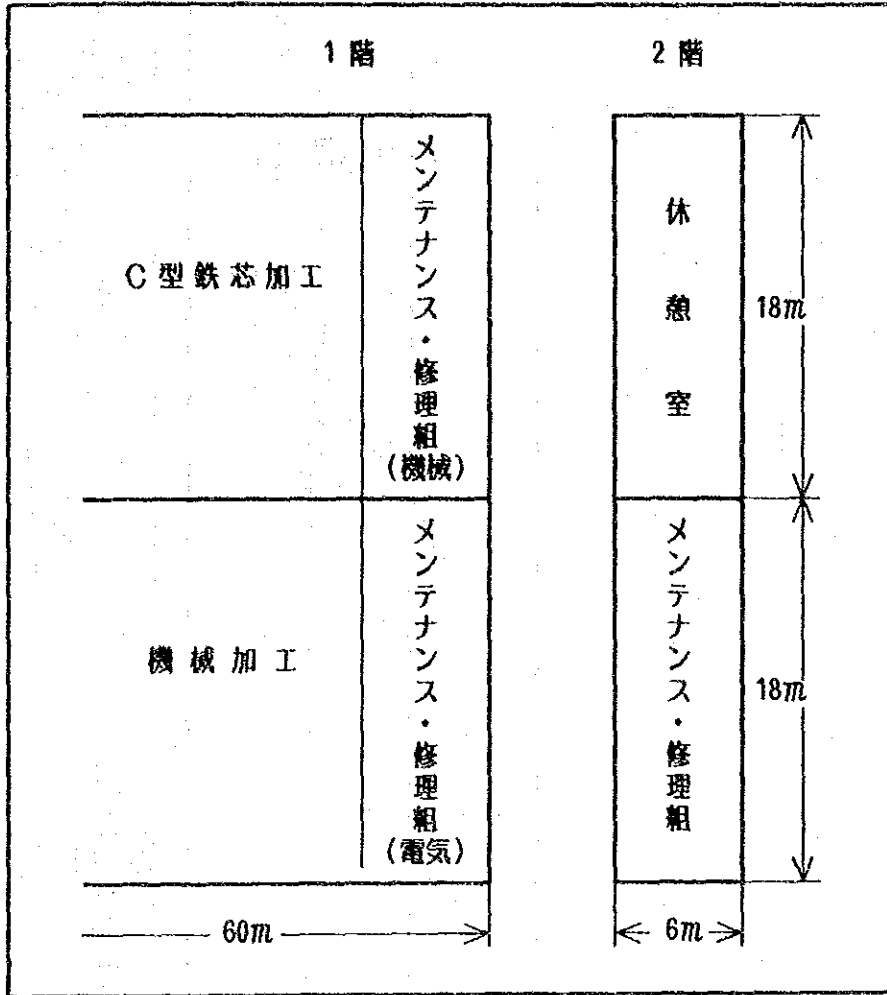 1階
2階
C型鉄芯加工
メンテナンス・修理組
(機械)
休憩室
18m
機械加工
メンテナンス・修理組
(電気)
メンテナンス・修理組
18m
60m
6m